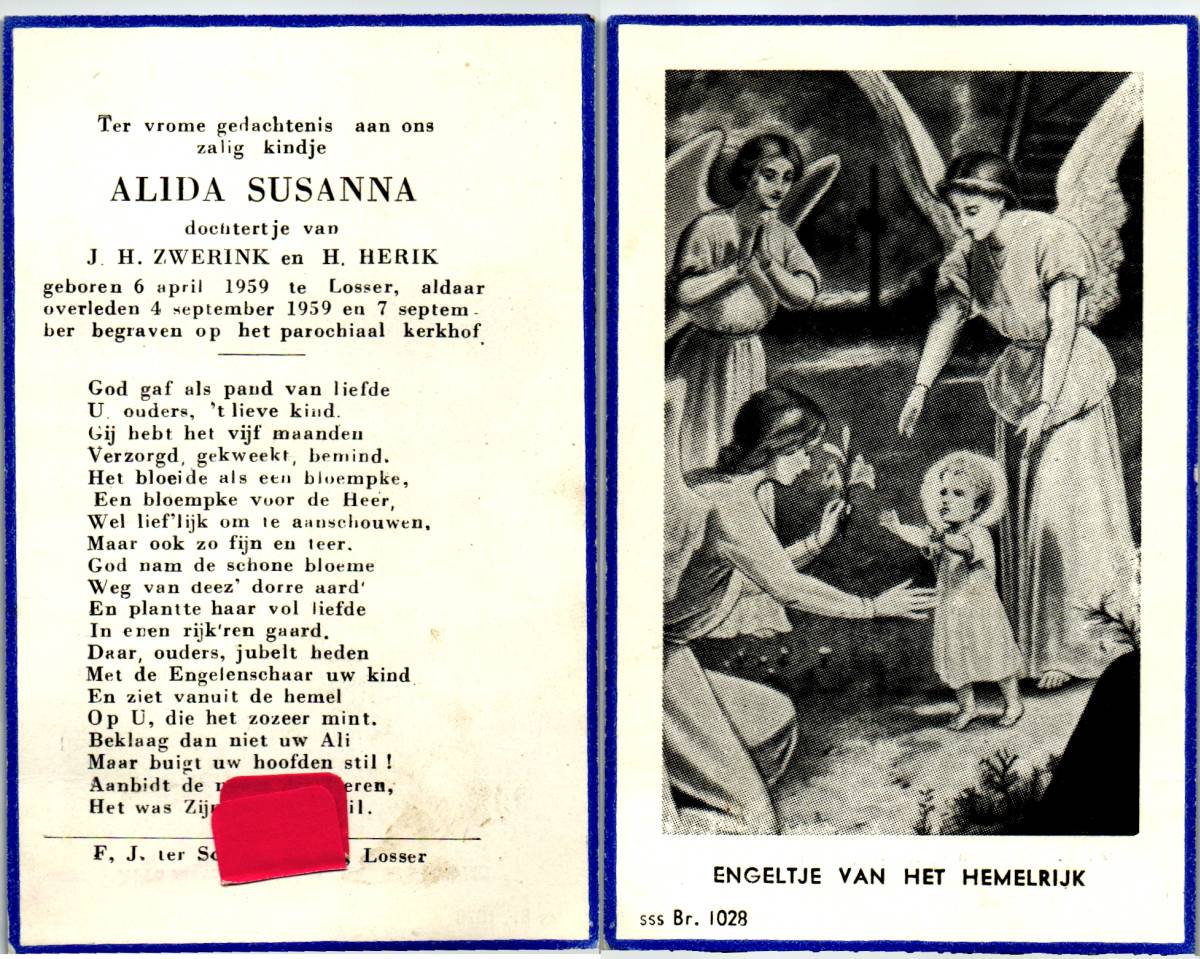 Ter vrome gedachtenis aan ons
zalig kindje
ALIDA SUSANNA
dochtertje van
J. H. ZWERINK en H. HERIK
geboren 6 april 1959 te Losser, aldaar
overleden 4 september 1959 en 7 septem-
ber begraven op het parochiaal kerkhof.
God gaf als pand van liefde
U, ouders, 't lieve kind.
Gij hebt het vijf maanden
Verzorgd, gekweekt, bemind.
Het bloeide als een bloempke,
Een bloempke voor de Heer,
Wel lief'lijk om te aanschouwen,
Maar ook zo fijn en teer.
God nam de schone bloeme
Weg van deez' dorre aard'
En plantte haar vol liefde
In enen rijk'ren gaard.
Daar, ouders, jubelt heden
Met de Engelenschaar uw kind
En ziet vanuit de hemel
Op U, die het zozeer mint.
Beklaag dan niet uw Ali
Maar buigt uw hoofden stil !
Aanbidt de
Het was
F. J. ter Losser
ENGELTJE VAN HET HEMELRIJK
sss Br. 1028